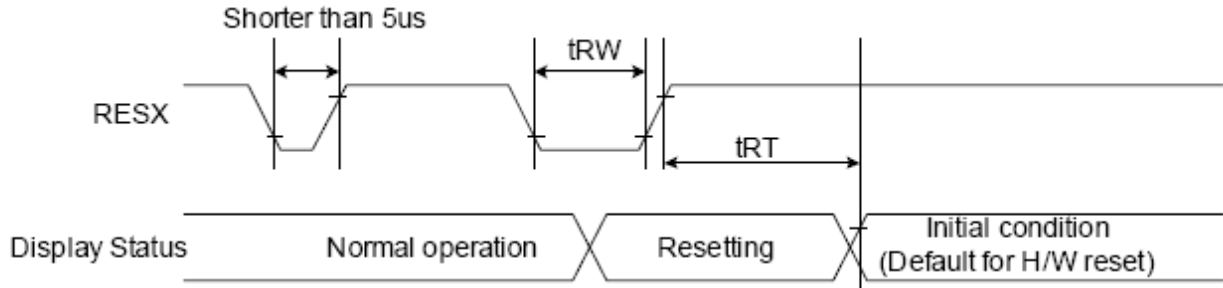 Shorter than 5us
tRW
RESX
tRT
Display Status
Normal operation
Resetting
Initial condition
(Default for H/W reset)